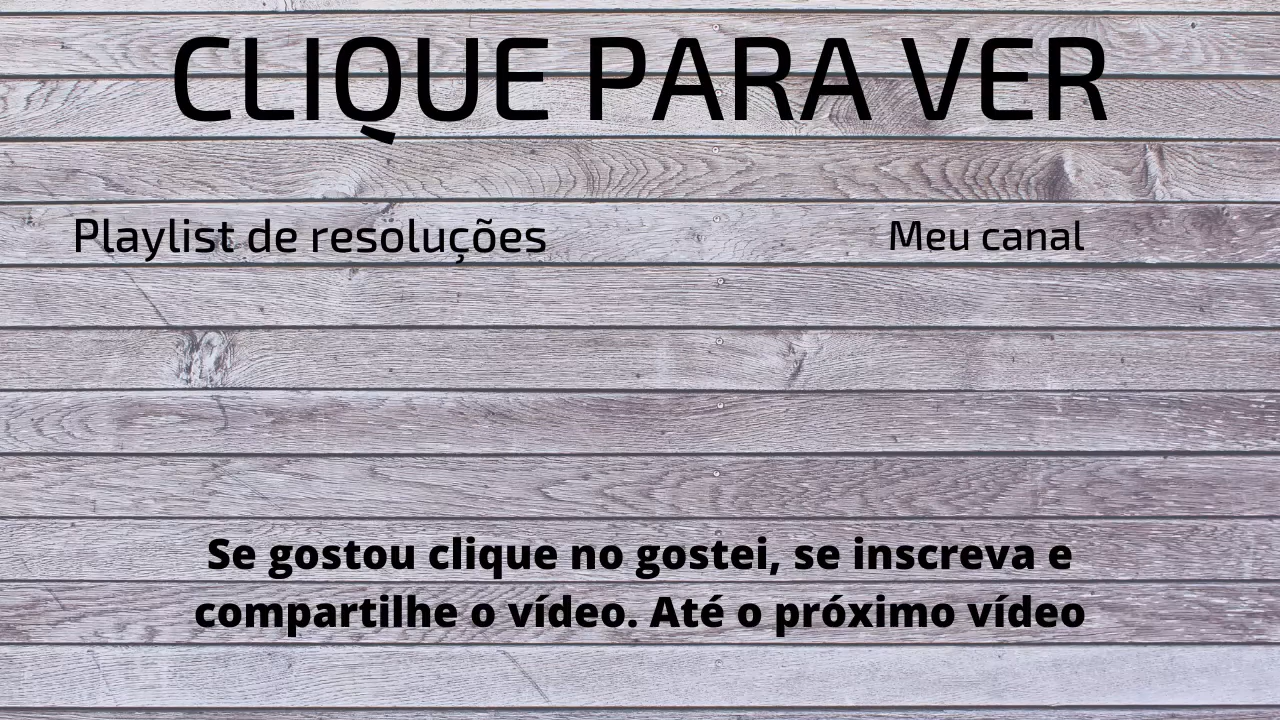 CLIQUE PARA VER
Playlist de resoluções
Meu canal
Se gostou clique no gostei, se inscreva e
compartilhe o vídeo. Até o próximo vídeo